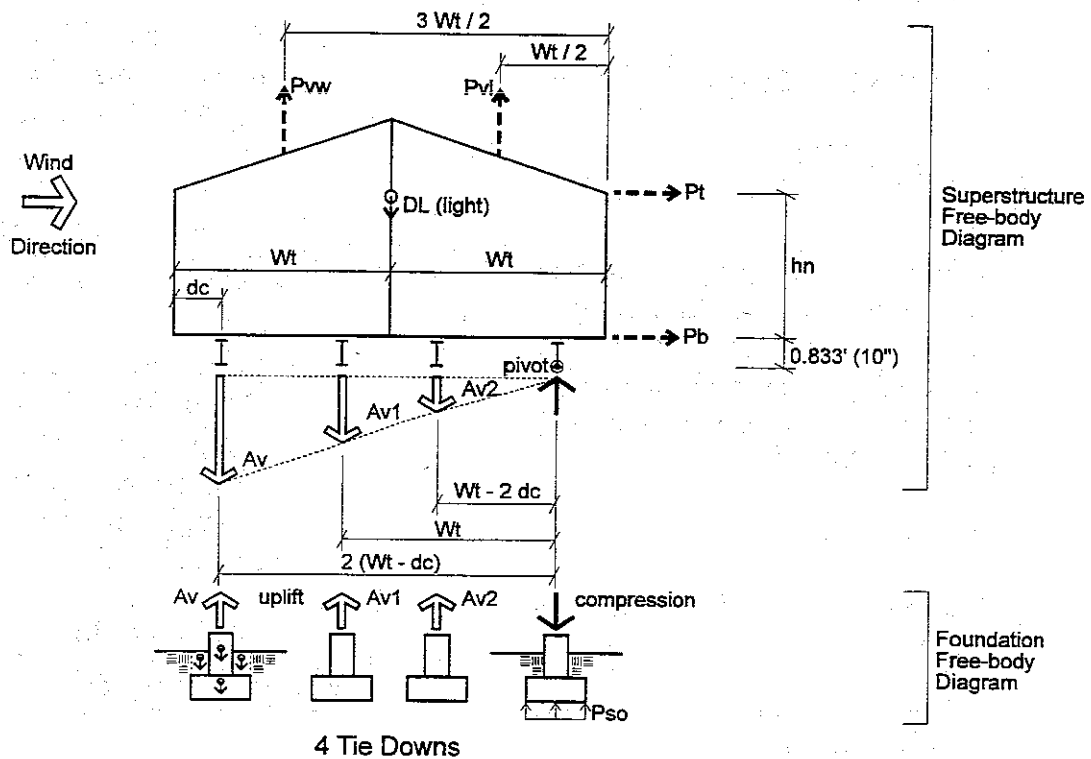 3 Wt / 2
Wt / 2
Pvw
Pvl
Wind
Direction
Pt
DL (light)
Superstructure
Free-body
Diagram
Wt
Wt
hn
dc
Pb
0.833' (10")
pivot
Av2
Av1
Av
Wt - 2 dc
Wt
2 (Wt - dc)
Av
uplift
Av1
Av2
compression
Foundation
Free-body
Diagram
Pso
4 Tie Downs